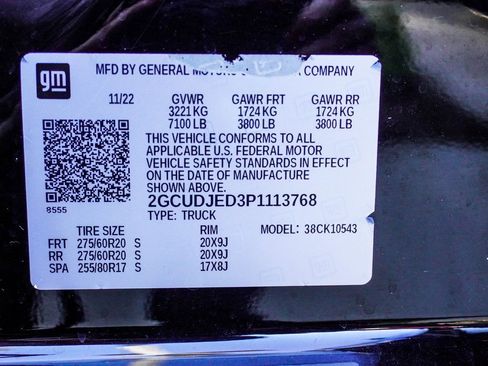 gm
MFD BY GENERAL MOTORS COMPANY
11/22 GVWR GAWR FRT GAWR RR
3221 KG 1724 KG 1724 KG
7100 LB 3800 LB 3800 LB
THIS VEHICLE CONFORMS TO ALL
APPLICABLE U.S. FEDERAL MOTOR
VEHICLE SAFETY STANDARDS IN EFFECT
ON THE DATE OF MANUFACTURE
SHOWN ABOVE.
8555
2GCUDJED3P1113768
TYPE: TRUCK
TIRE SIZE RIM MODEL: 38CK10543
FRT 275/60R20 S 20X9J
RR 275/60R20 S 20X9J
SPA 255/80R17 S 17X8J